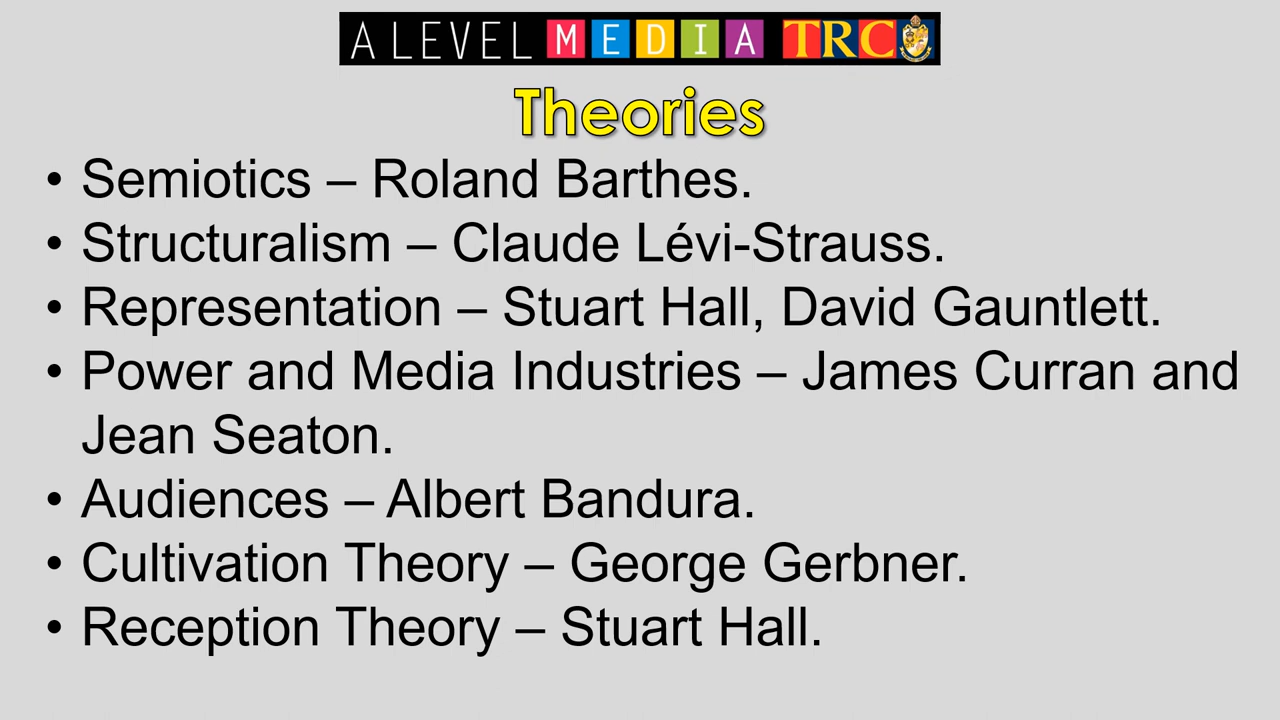 A LEVEL MEDIA TRC
Theories
• Semiotics – Roland Barthes.
• Structuralism – Claude Lévi-Strauss.
• Representation – Stuart Hall, David Gauntlett.
• Power and Media Industries – James Curran and
Jean Seaton.
• Audiences – Albert Bandura.
• Cultivation Theory – George Gerbner.
• Reception Theory – Stuart Hall.